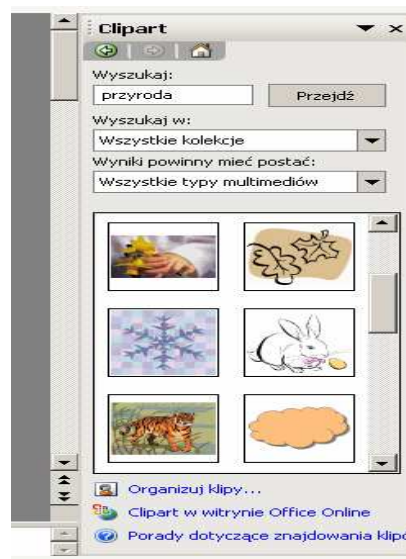 Clipart
Wyszukaj:
przyroda
Przejdź
Wyszukaj w:
Wszystkie kolekcje
Wyniki powinny mieć postać:
Wszystkie typy multimediów
Organizuj klipy...
Clipart w witrynie Office Online
Porady dotyczące znajdowania klipó